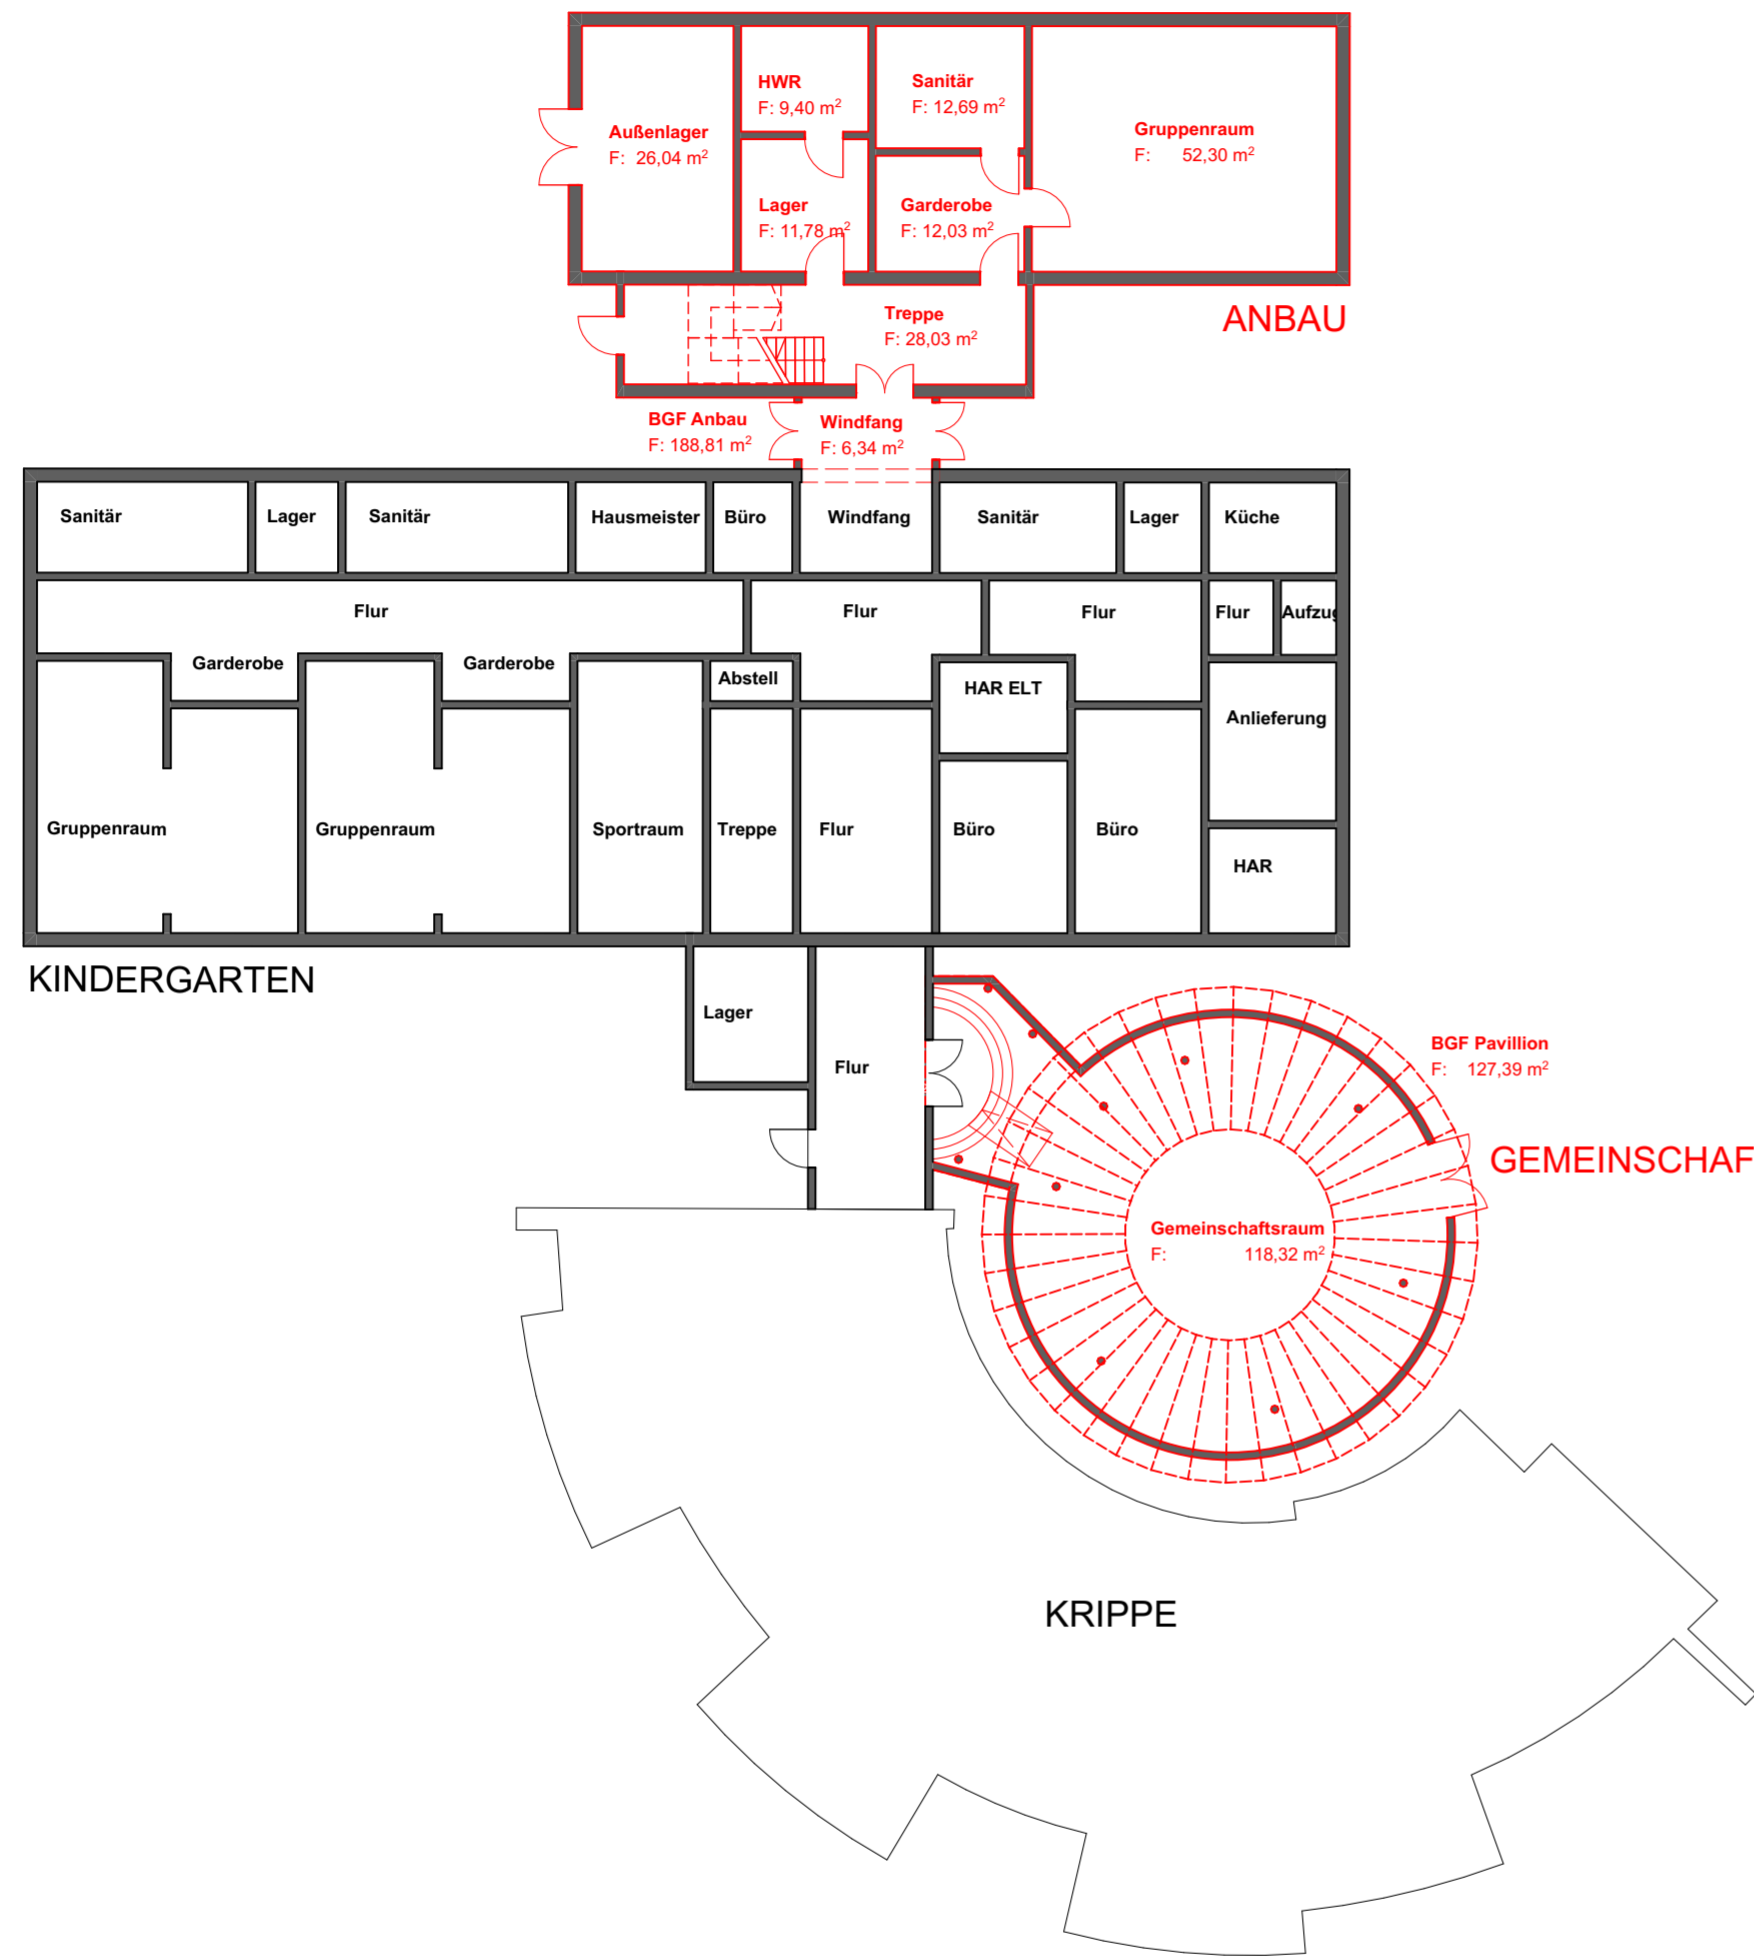 HWR
F: 9,40 m²
Sanitär
F: 12,69 m²
Außenlager
F: 26,04 m²
Gruppenraum
F: 52,30 m²
Lager
F: 11,78 m²
Garderobe
F: 12,03 m²
Treppe
F: 28,03 m²
ANBAU
BGF Anbau
F: 188,81 m²
Windfang
F: 6,34 m²
Sanitär
Lager
Sanitär
Hausmeister
Büro
Windfang
Sanitär
Lager
Küche
Flur
Flur
Flur
Flur
Aufzug
Garderobe
Garderobe
Abstell
HAR ELT
Anlieferung
Gruppenraum
Gruppenraum
Sportraum
Treppe
Flur
Büro
Büro
HAR
KINDERGARTEN
Lager
Flur
BGF Pavillion
F: 127,39 m²
GEMEINSCHAF
Gemeinschaftsraum
F: 118,32 m²
KRIPPE